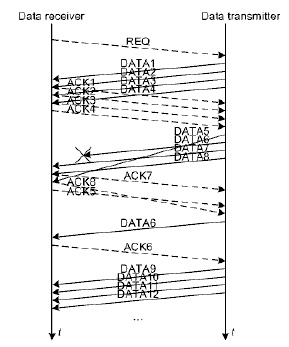 Data receiver
Data transmitter
REQ
DATA1
DATA2
DATA3
DATA4
ACK1
ACK2
ACK3
ACK4
DATA5
DATA6
DATA7
DATA8
ACK7
ACK8
ACK5
DATA6
ACK6
DATA9
DATA10
DATA11
DATA12
...
t
t